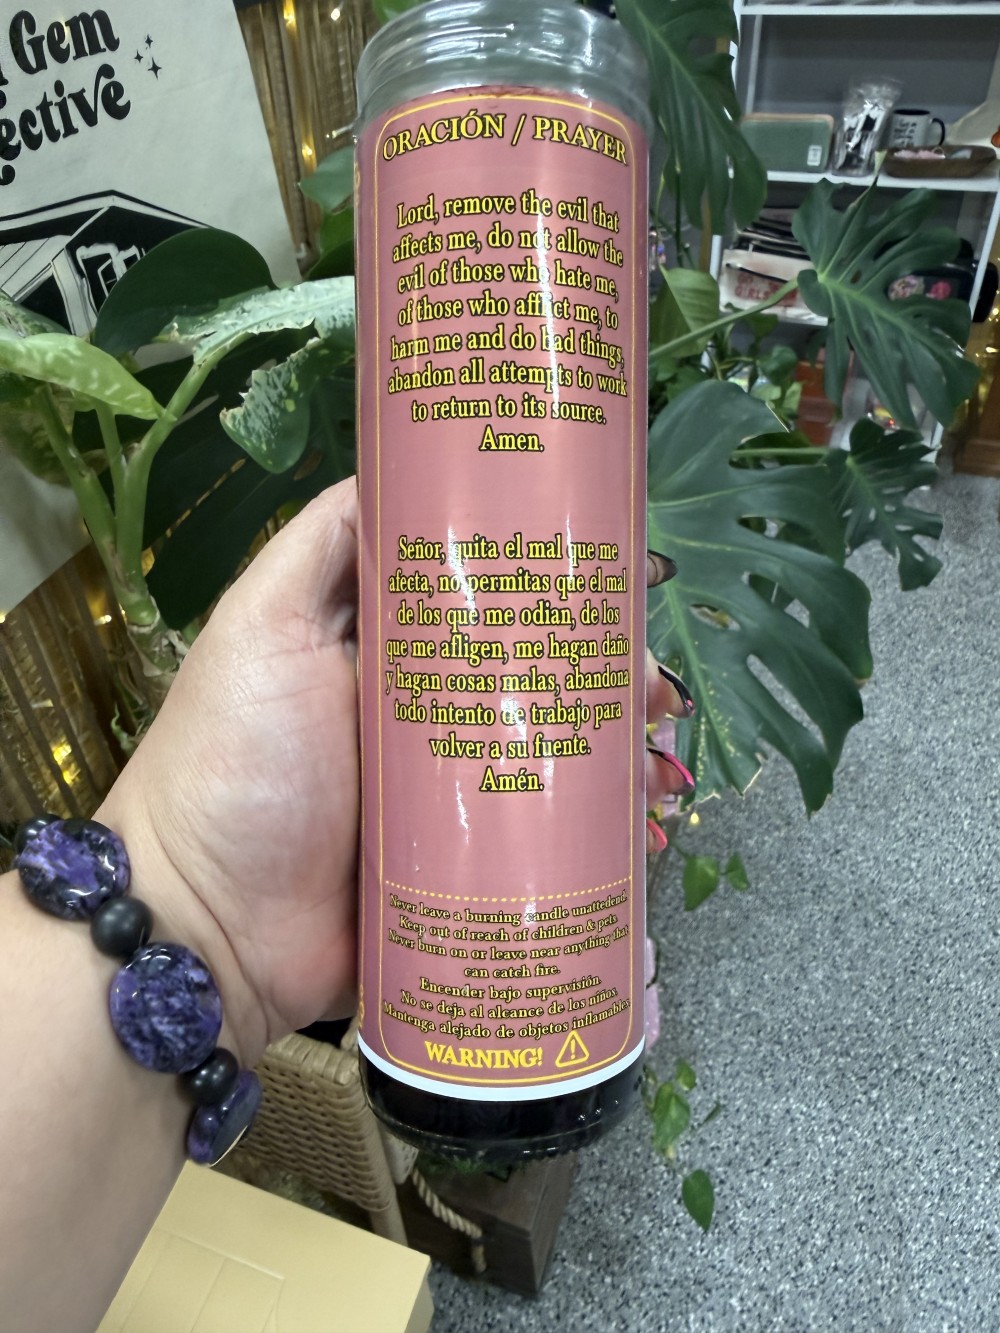 Gem
ective
ORACIÓN / PRAYER
Lord, remove the evil that
affects me, do not allow the
evil of those who hate me,
of those who afflict me, to
harm me and do bad things,
abandon all attempts to work
to return to its source.
Amen.
Señor, quita el mal que me
afecta, no permitas que el mal
de los que me odian, de los
que me afligen, me hagan daño
y hagan cosas malas, abandona
todo intento de trabajo para
volver a su fuente.
Amén.
Never leave a burning candle unattedend.
Keep out of reach of children & pets.
Never burn on or leave near anything that
can catch fire.
Encender bajo supervisión.
No se deja al alcance de los niños.
Mantenga alejado de objetos inflamables
WARNING!